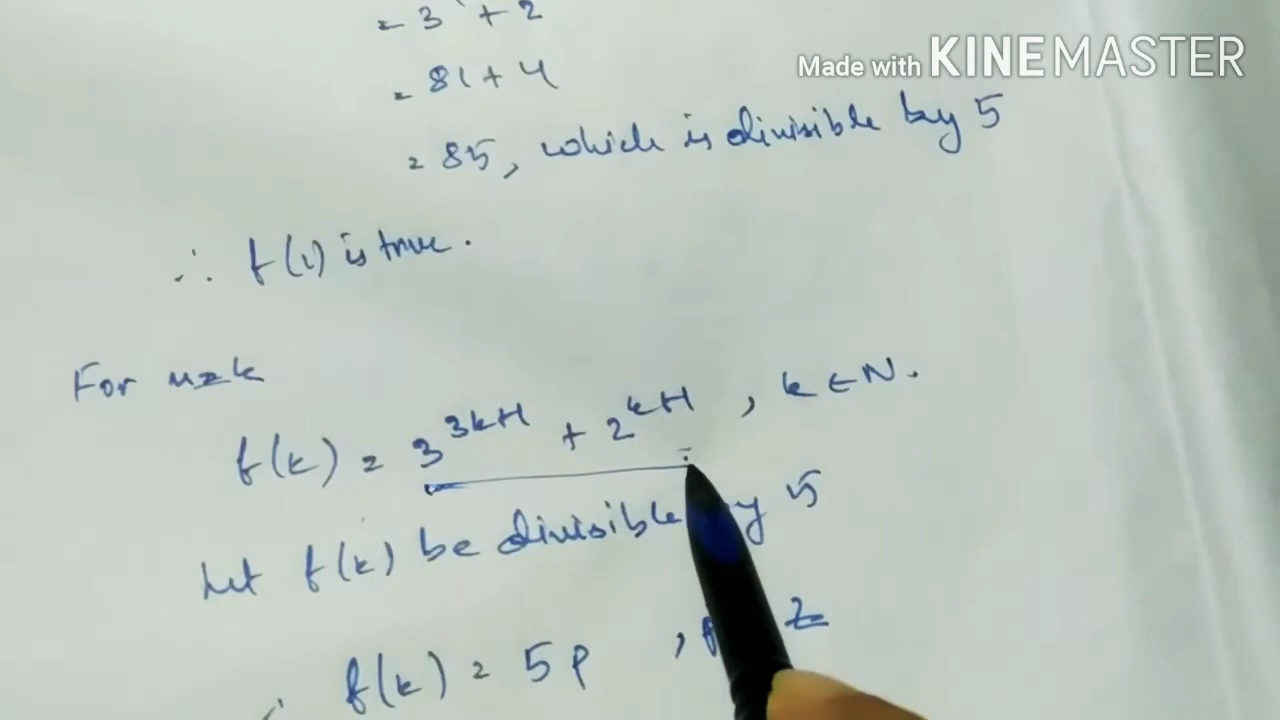 = 3 + 2
Made with KINEMASTER
= 81 + 4
= 85, which is divisible by 5
∴ f(1) is true.
For n=k
f(k) = 3^{3k+1} + 2^{k+1}, k ∈ N.
Let f(k) be divisible by 5
f(k) = 5p, Z